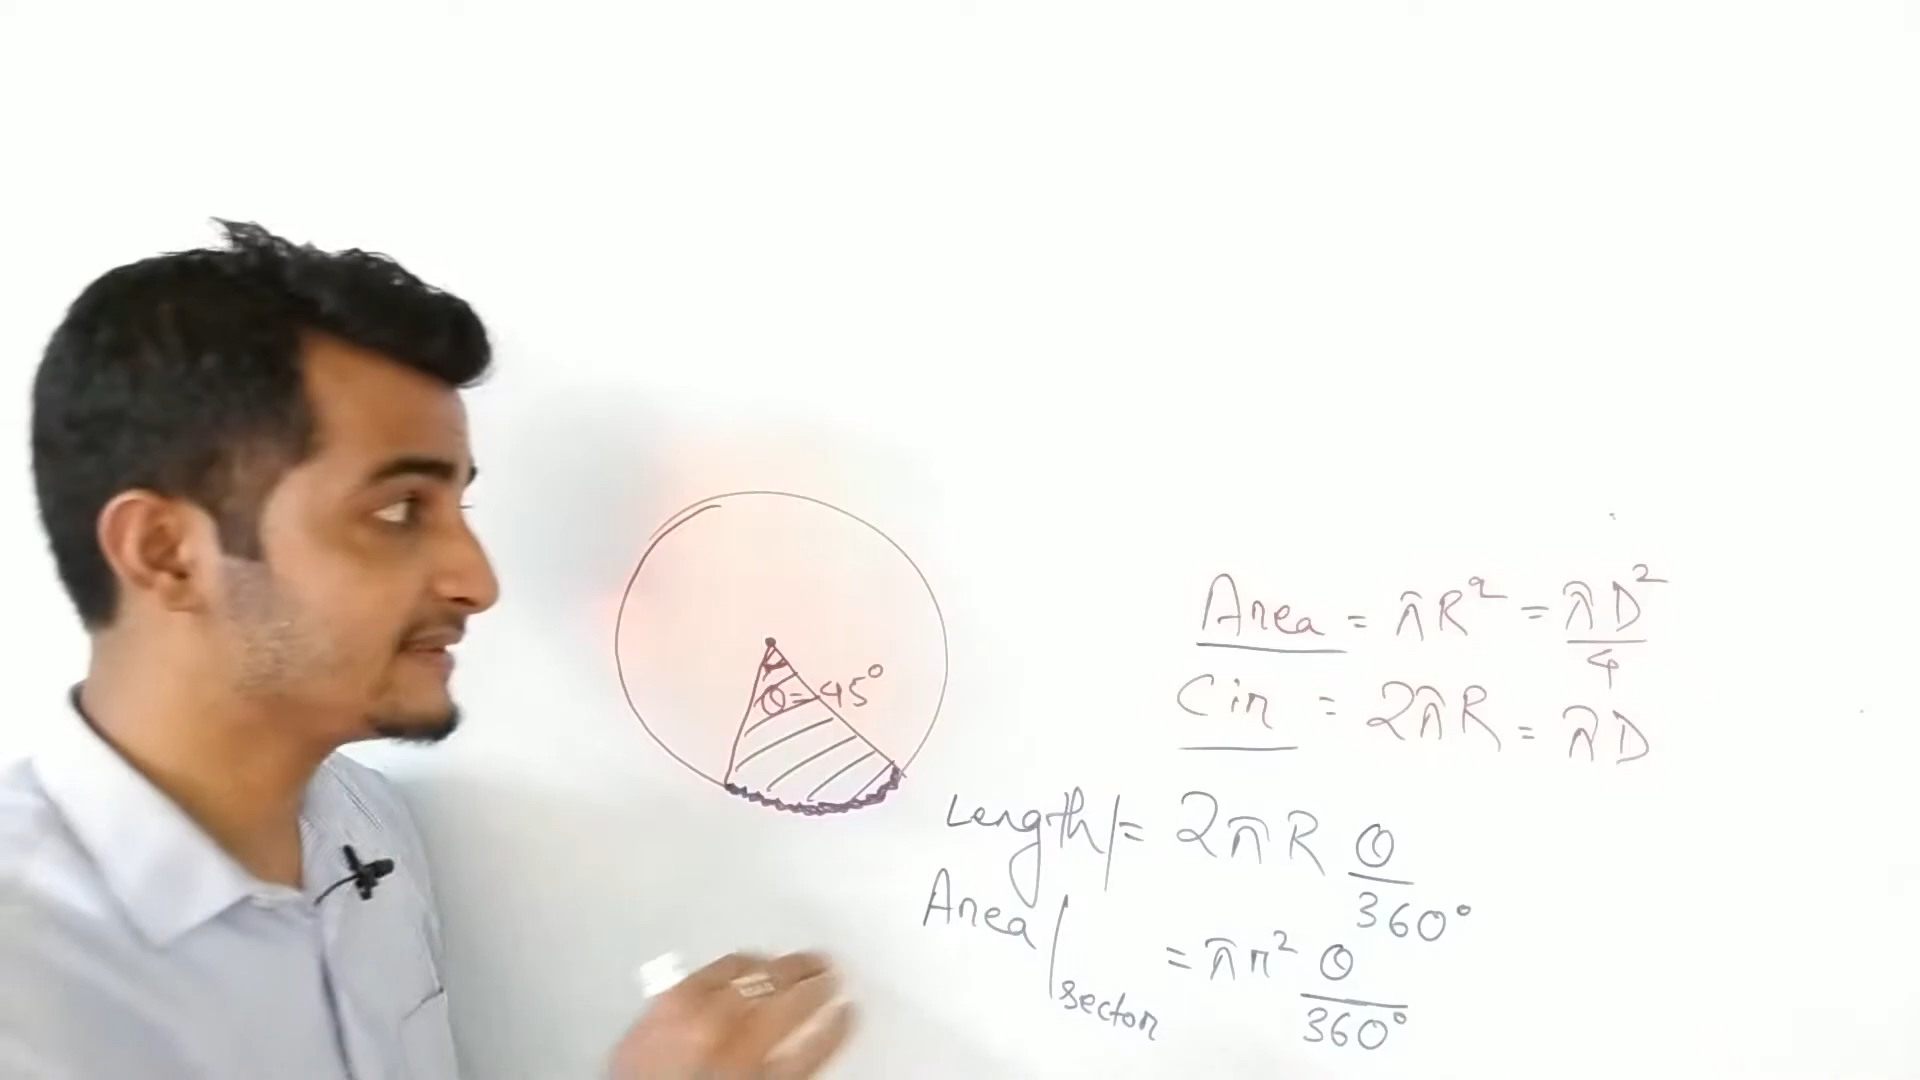 θ = 45°
Area = πR² = πD²/4
Cir = 2πR = πD
Length/ = 2πR θ/360°
Area/sector = πr² θ/360°